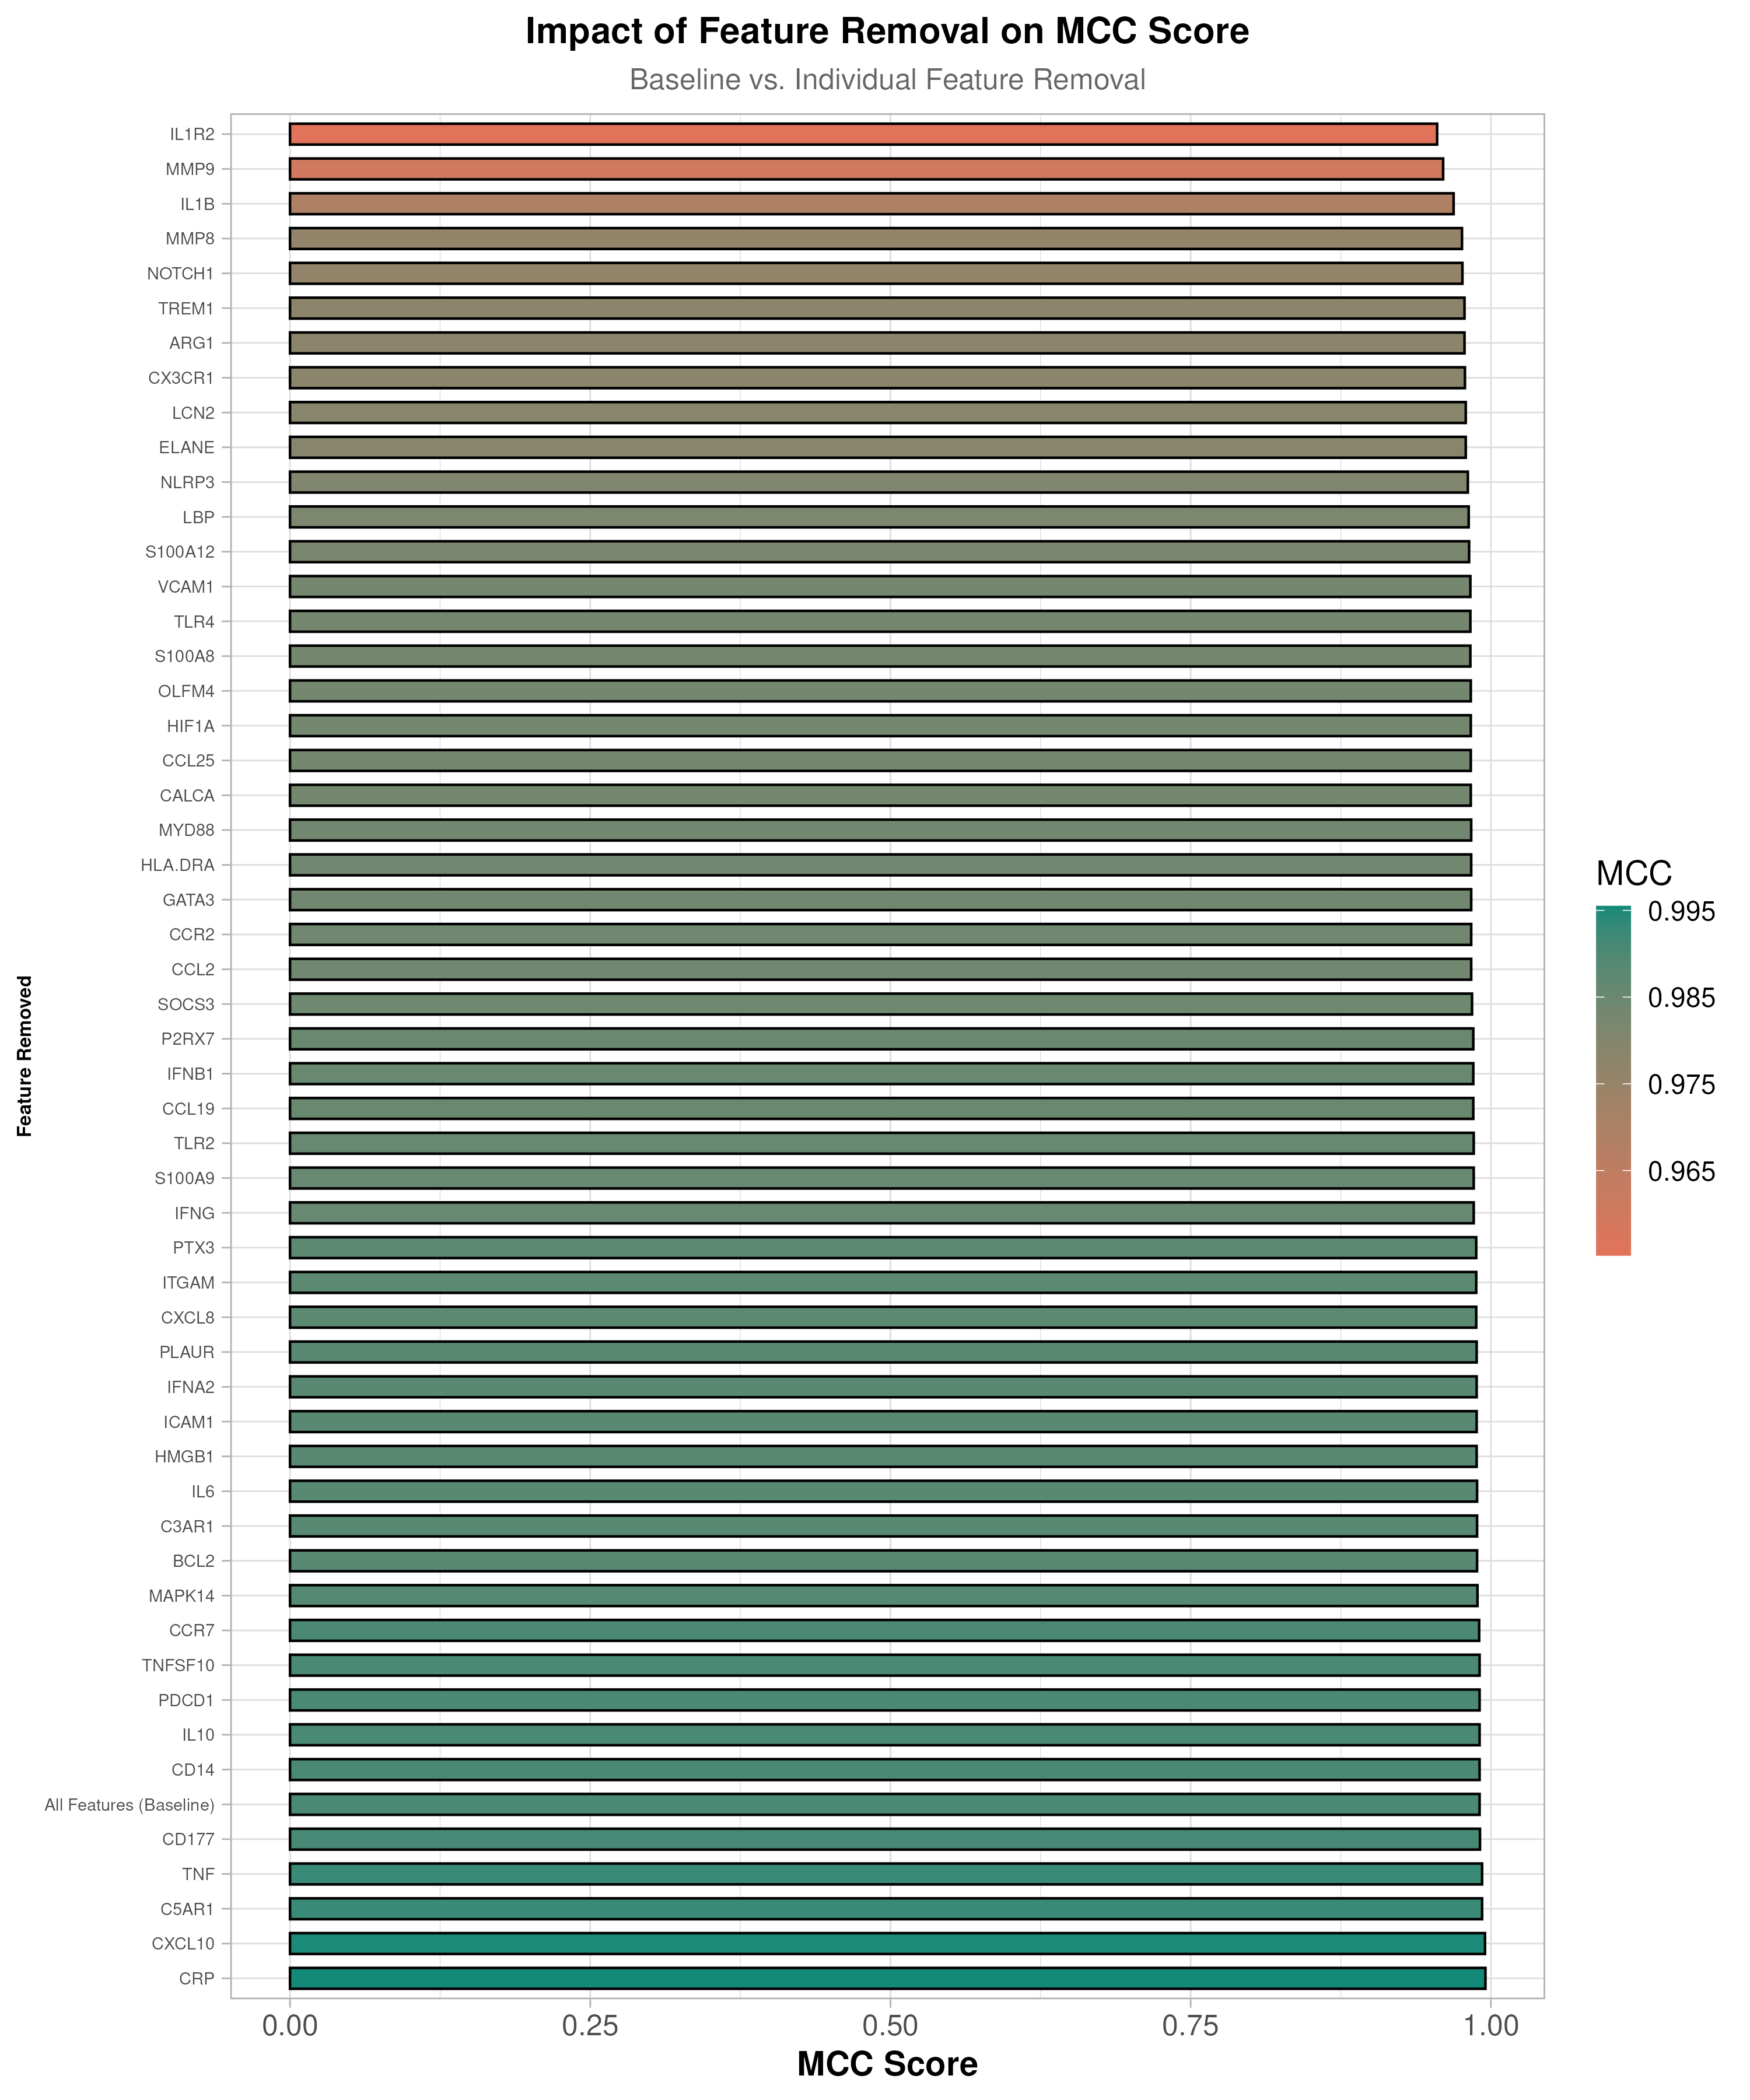 Impact of Feature Removal on MCC Score
Baseline vs. Individual Feature Removal
Feature Removed
IL1R2
MMP9
IL1B
MMP8
NOTCH1
TREM1
ARG1
CX3CR1
LCN2
ELANE
NLRP3
LBP
S100A12
VCAM1
TLR4
S100A8
OLFM4
HIF1A
CCL25
CALCA
MYD88
HLA.DRA
GATA3
CCR2
CCL2
SOCS3
P2RX7
IFNB1
CCL19
TLR2
S100A9
IFNG
PTX3
ITGAM
CXCL8
PLAUR
IFNA2
ICAM1
HMGB1
IL6
C3AR1
BCL2
MAPK14
CCR7
TNFSF10
PDCD1
IL10
CD14
All Features (Baseline)
CD177
TNF
C5AR1
CXCL10
CRP
0.00 0.25 0.50 0.75 1.00
MCC Score
MCC
0.995
0.985
0.975
0.965